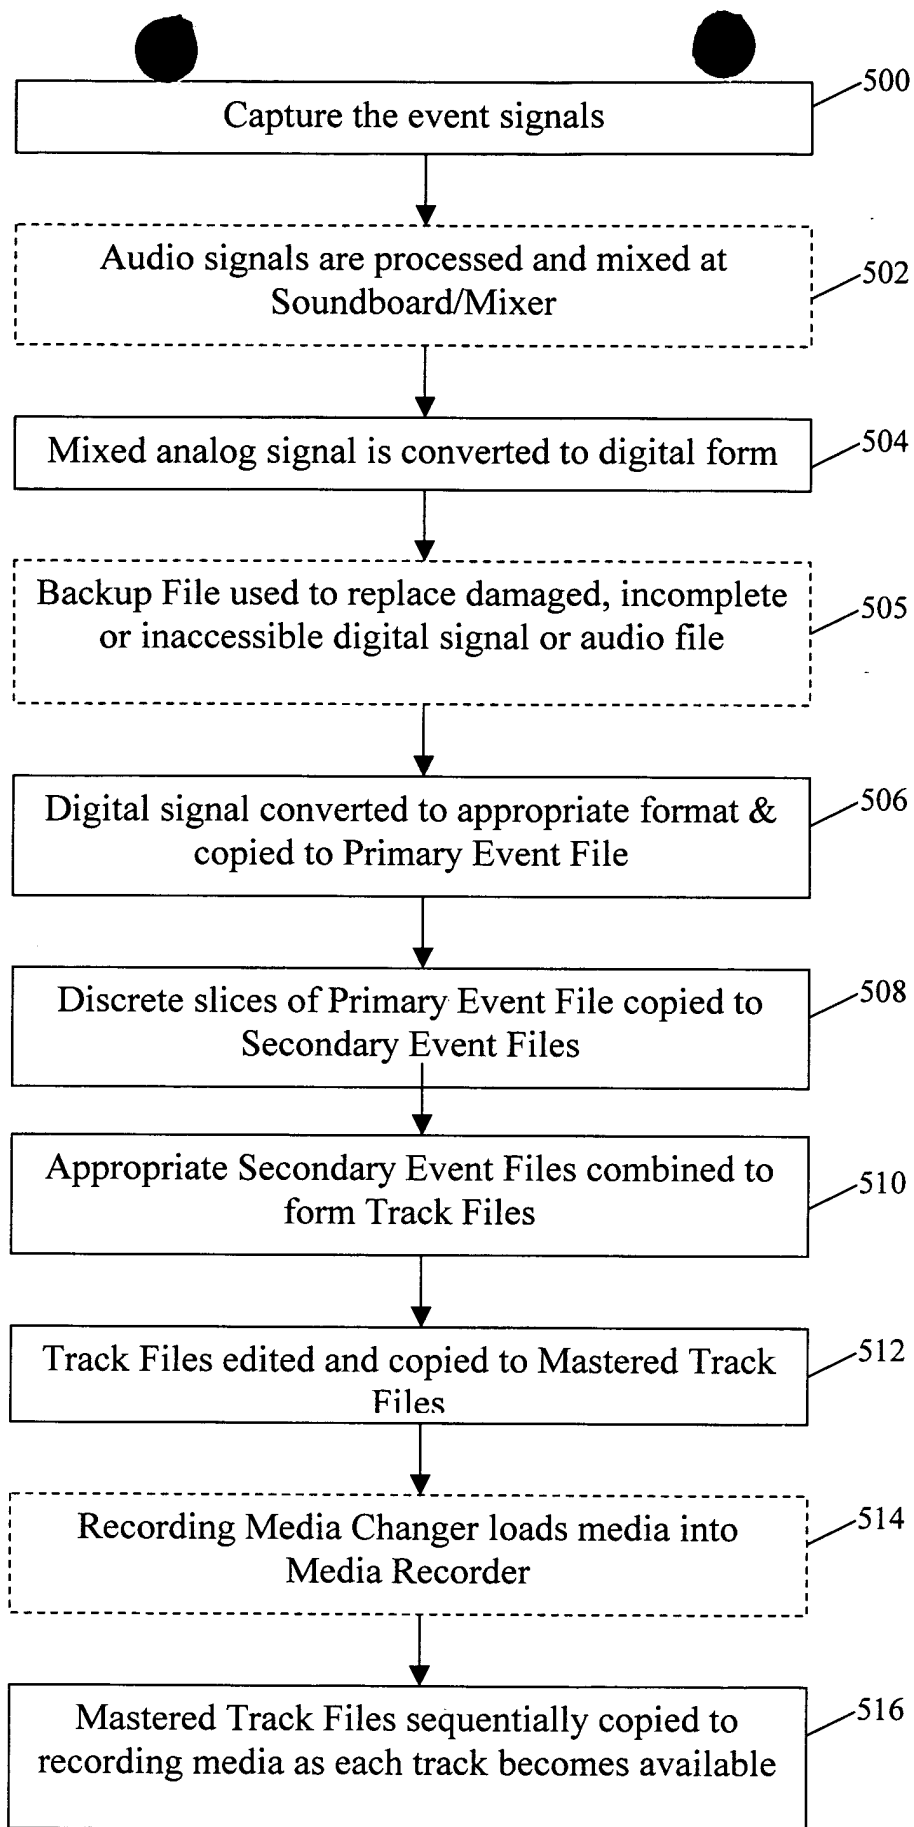 500
Capture the event signals
Audio signals are processed and mixed at
Soundboard/Mixer
502
Mixed analog signal is converted to digital form
504
Backup File used to replace damaged, incomplete
or inaccessible digital signal or audio file
505
Digital signal converted to appropriate format &
copied to Primary Event File
506
Discrete slices of Primary Event File copied to
Secondary Event Files
508
Appropriate Secondary Event Files combined to
form Track Files
510
Track Files edited and copied to Mastered Track
Files
512
Recording Media Changer loads media into
Media Recorder
514
Mastered Track Files sequentially copied to
recording media as each track becomes available
516